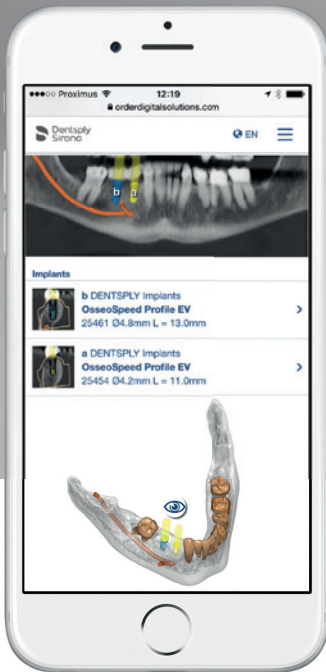 Proximus 12:19
orderdigitalsolutions.com
Dentsply
Sirona
EN
b a
Implants
b DENTSPLY Implants
OsseoSpeed Profile EV
25461 Ø4.8mm L = 13.0mm
a DENTSPLY Implants
OsseoSpeed Profile EV
25454 Ø4.2mm L = 11.0mm